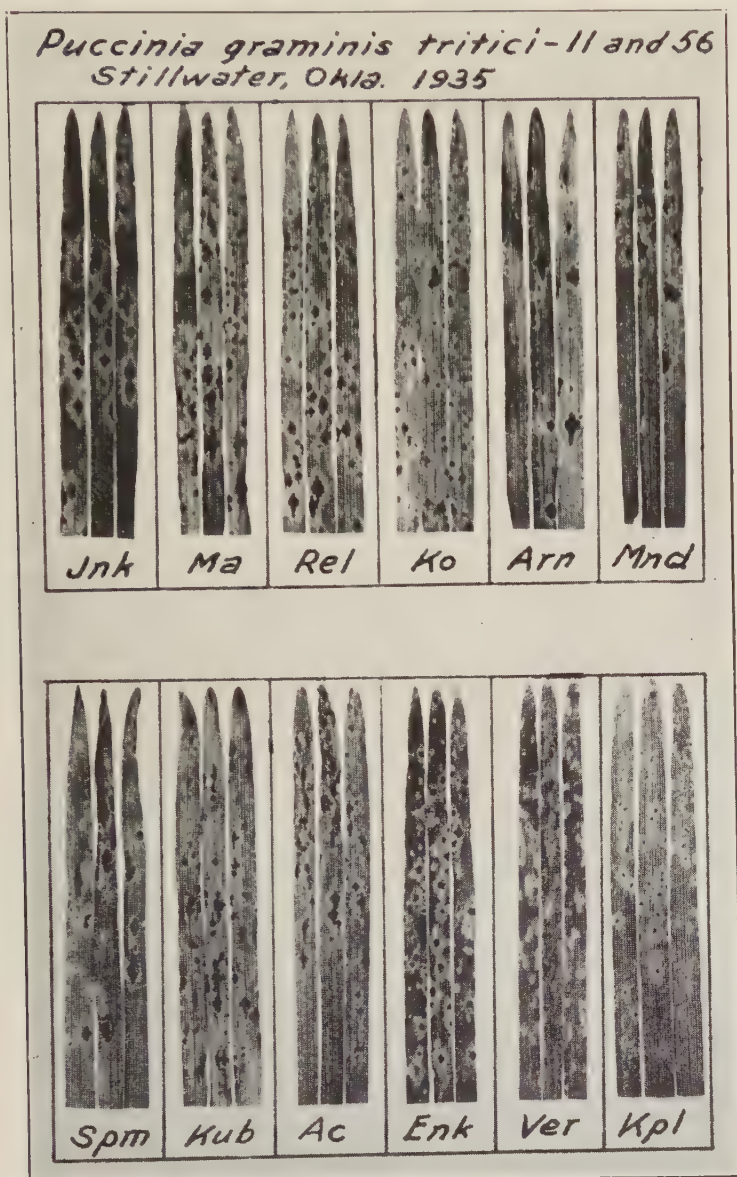 Puccinia graminis tritici-11 and 56
Stillwater, Okla. 1935
Jnk Ma Rel Ko Arn Mnd
Spm Kub Ac Enk Ver Kpl